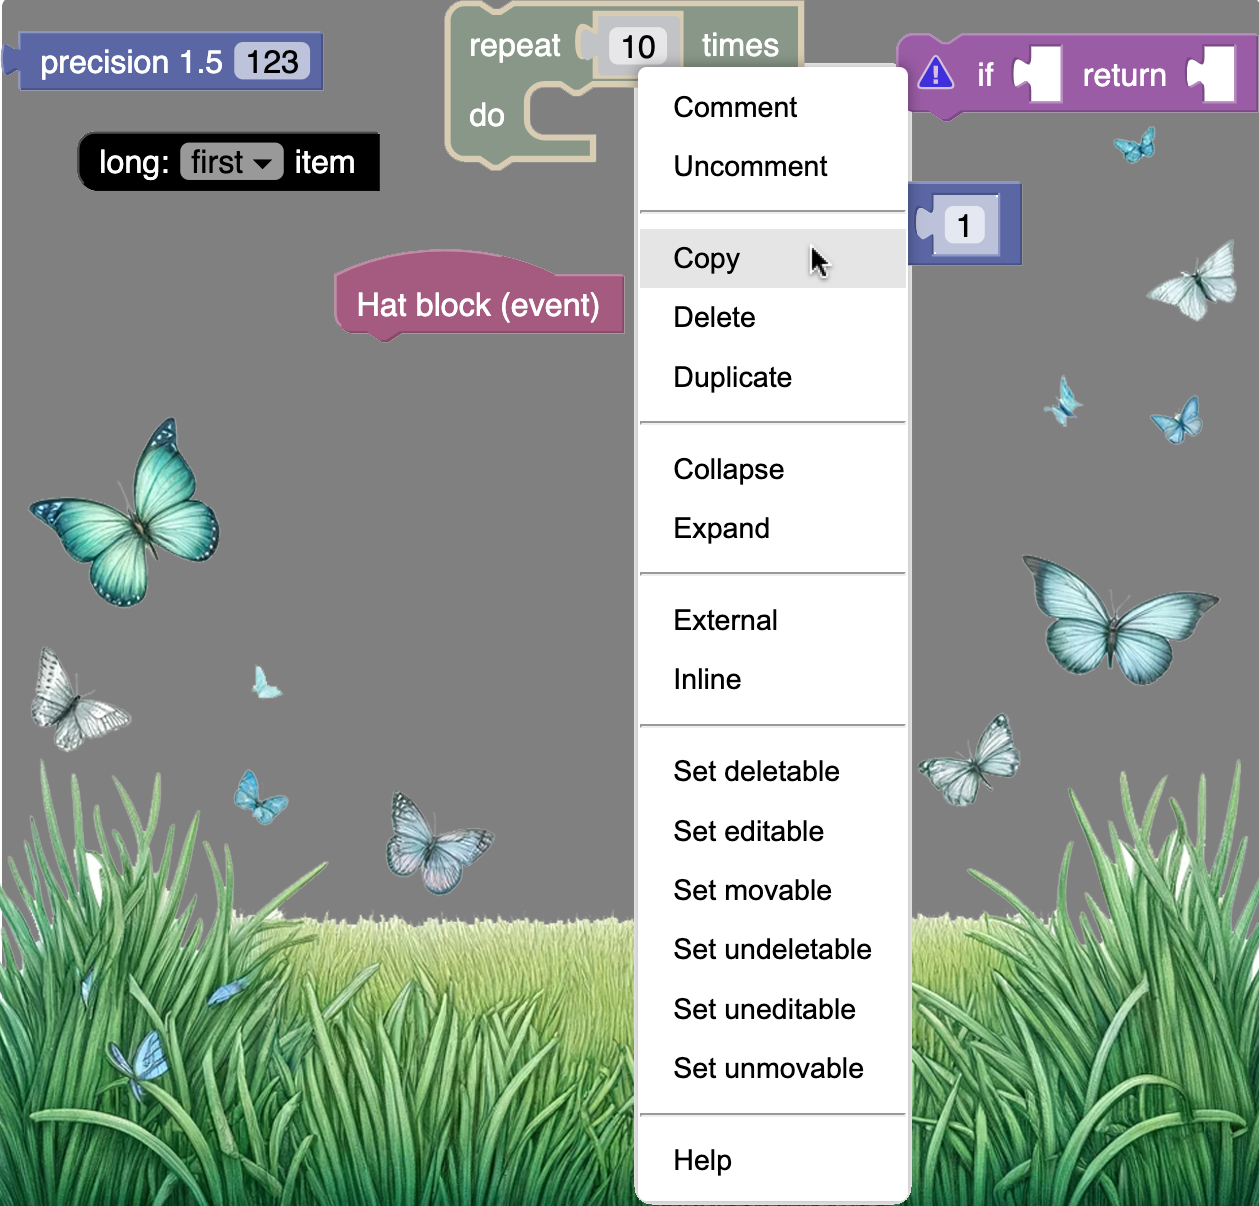 precision 1.5 123
repeat 10 times
do
if return
long: first item
1
Hat block (event)
Comment
Uncomment
Copy
Delete
Duplicate
Collapse
Expand
External
Inline
Set deletable
Set editable
Set movable
Set undeletable
Set uneditable
Set unmovable
Help